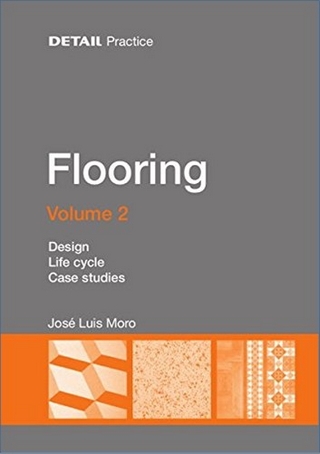 DETAIL Practice
Flooring
Volume 2
Design
Life cycle
Case studies
José Luis Moro